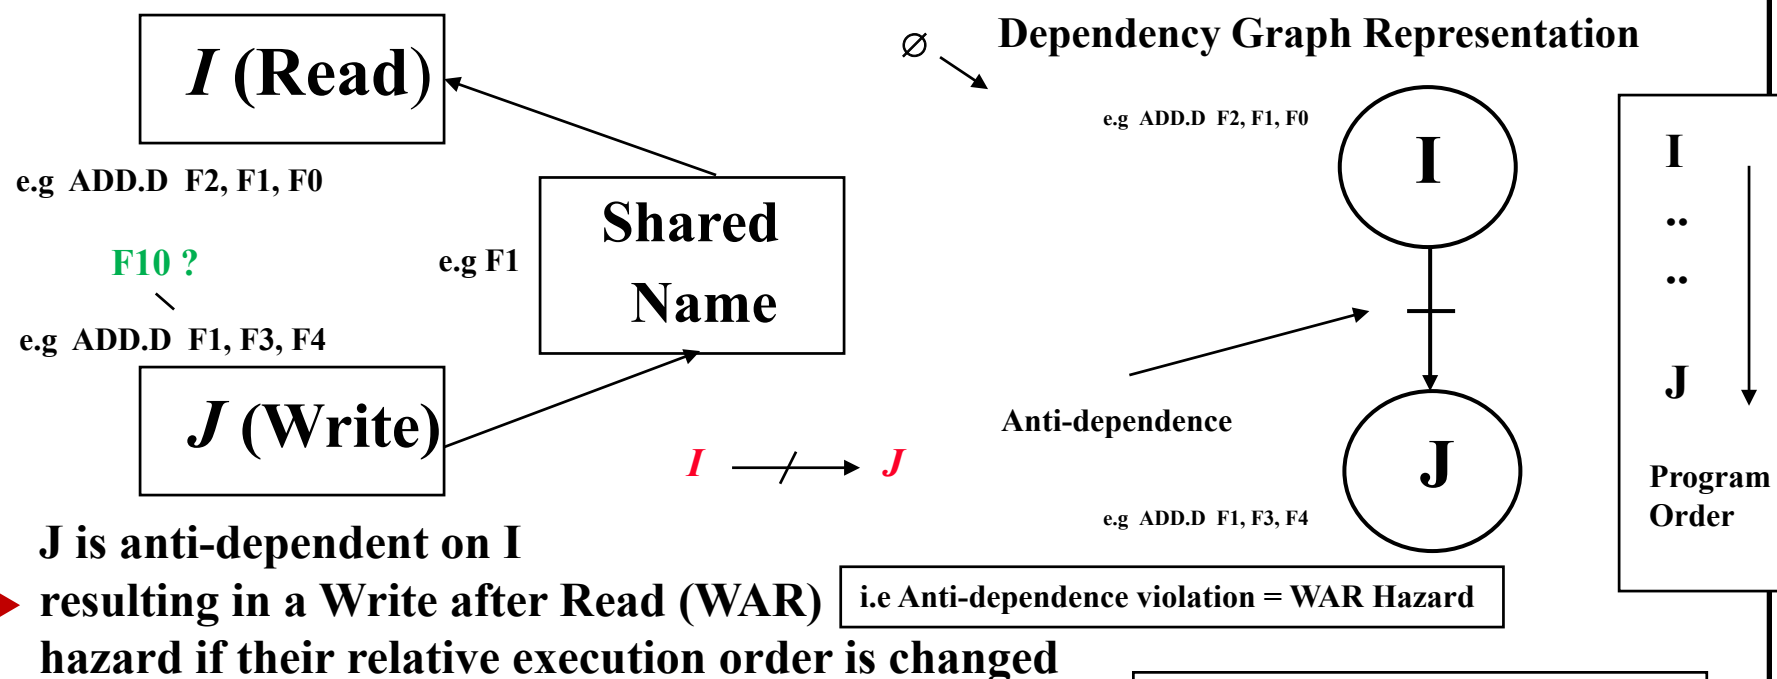 I (Read)
e.g ADD.D F2, F1, F0
F10 ?
e.g ADD.D F1, F3, F4
J (Write)
e.g F1
Shared
Name
I J
∅
Dependency Graph Representation
e.g ADD.D F2, F1, F0
I
Anti-dependence
J
e.g ADD.D F1, F3, F4
I
..
..
J
Program
Order
J is anti-dependent on I
resulting in a Write after Read (WAR)
hazard if their relative execution order is changed
i.e Anti-dependence violation = WAR Hazard